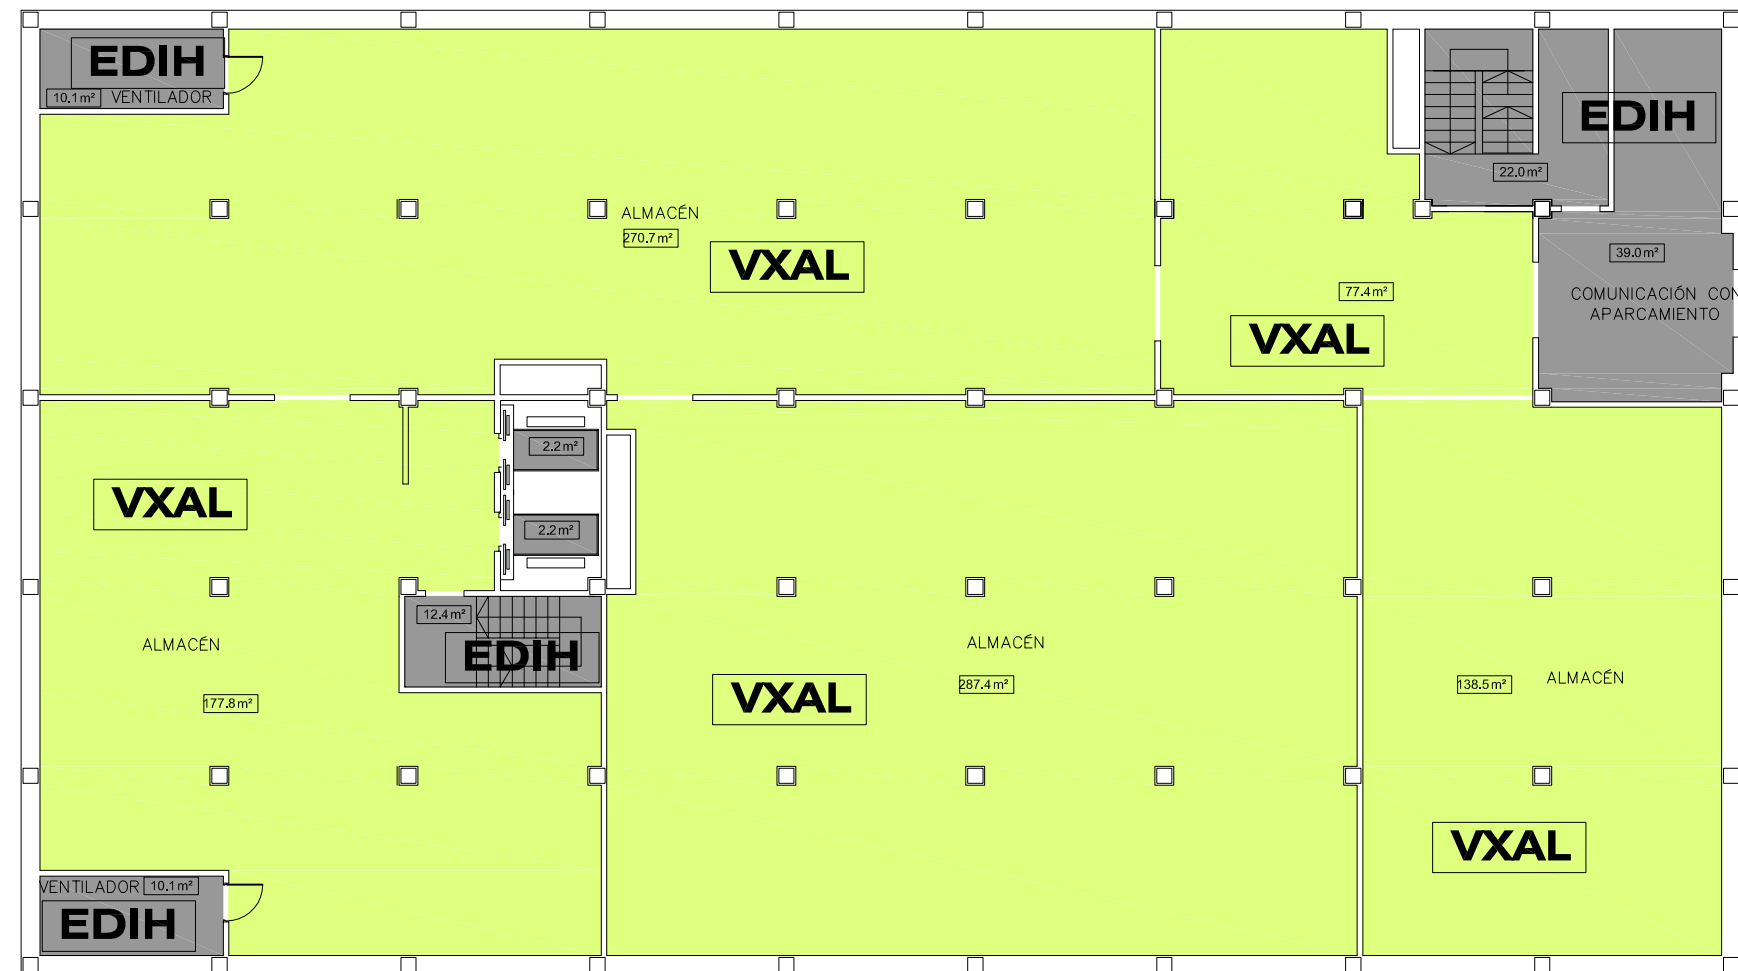 EDIH
10.1m² VENTILADOR
EDIH
22.0m²
ALMACÉN
270.7m²
VXAL
39.0m²
COMUNICACIÓN CON
APARCAMIENTO
77.4m²
VXAL
2.2m²
VXAL
2.2m²
12.4m²
EDIH
ALMACÉN
177.8m²
ALMACÉN
287.4m²
VXAL
138.5m²
ALMACÉN
VXAL
VENTILADOR 10.1m²
EDIH